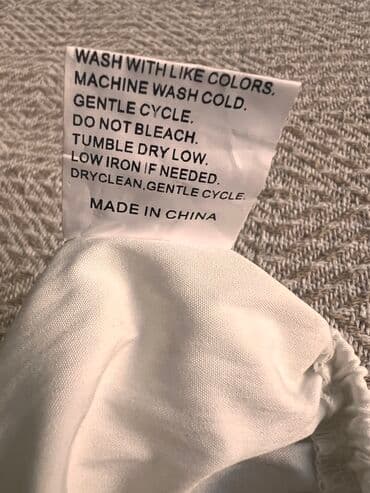 WASH WITH LIKE COLORS.
MACHINE WASH COLD.
GENTLE CYCLE.
DO NOT BLEACH.
TUMBLE DRY LOW.
LOW IRON IF NEEDED.
DRYCLEAN,GENTLE CYCLE.
MADE IN CHINA